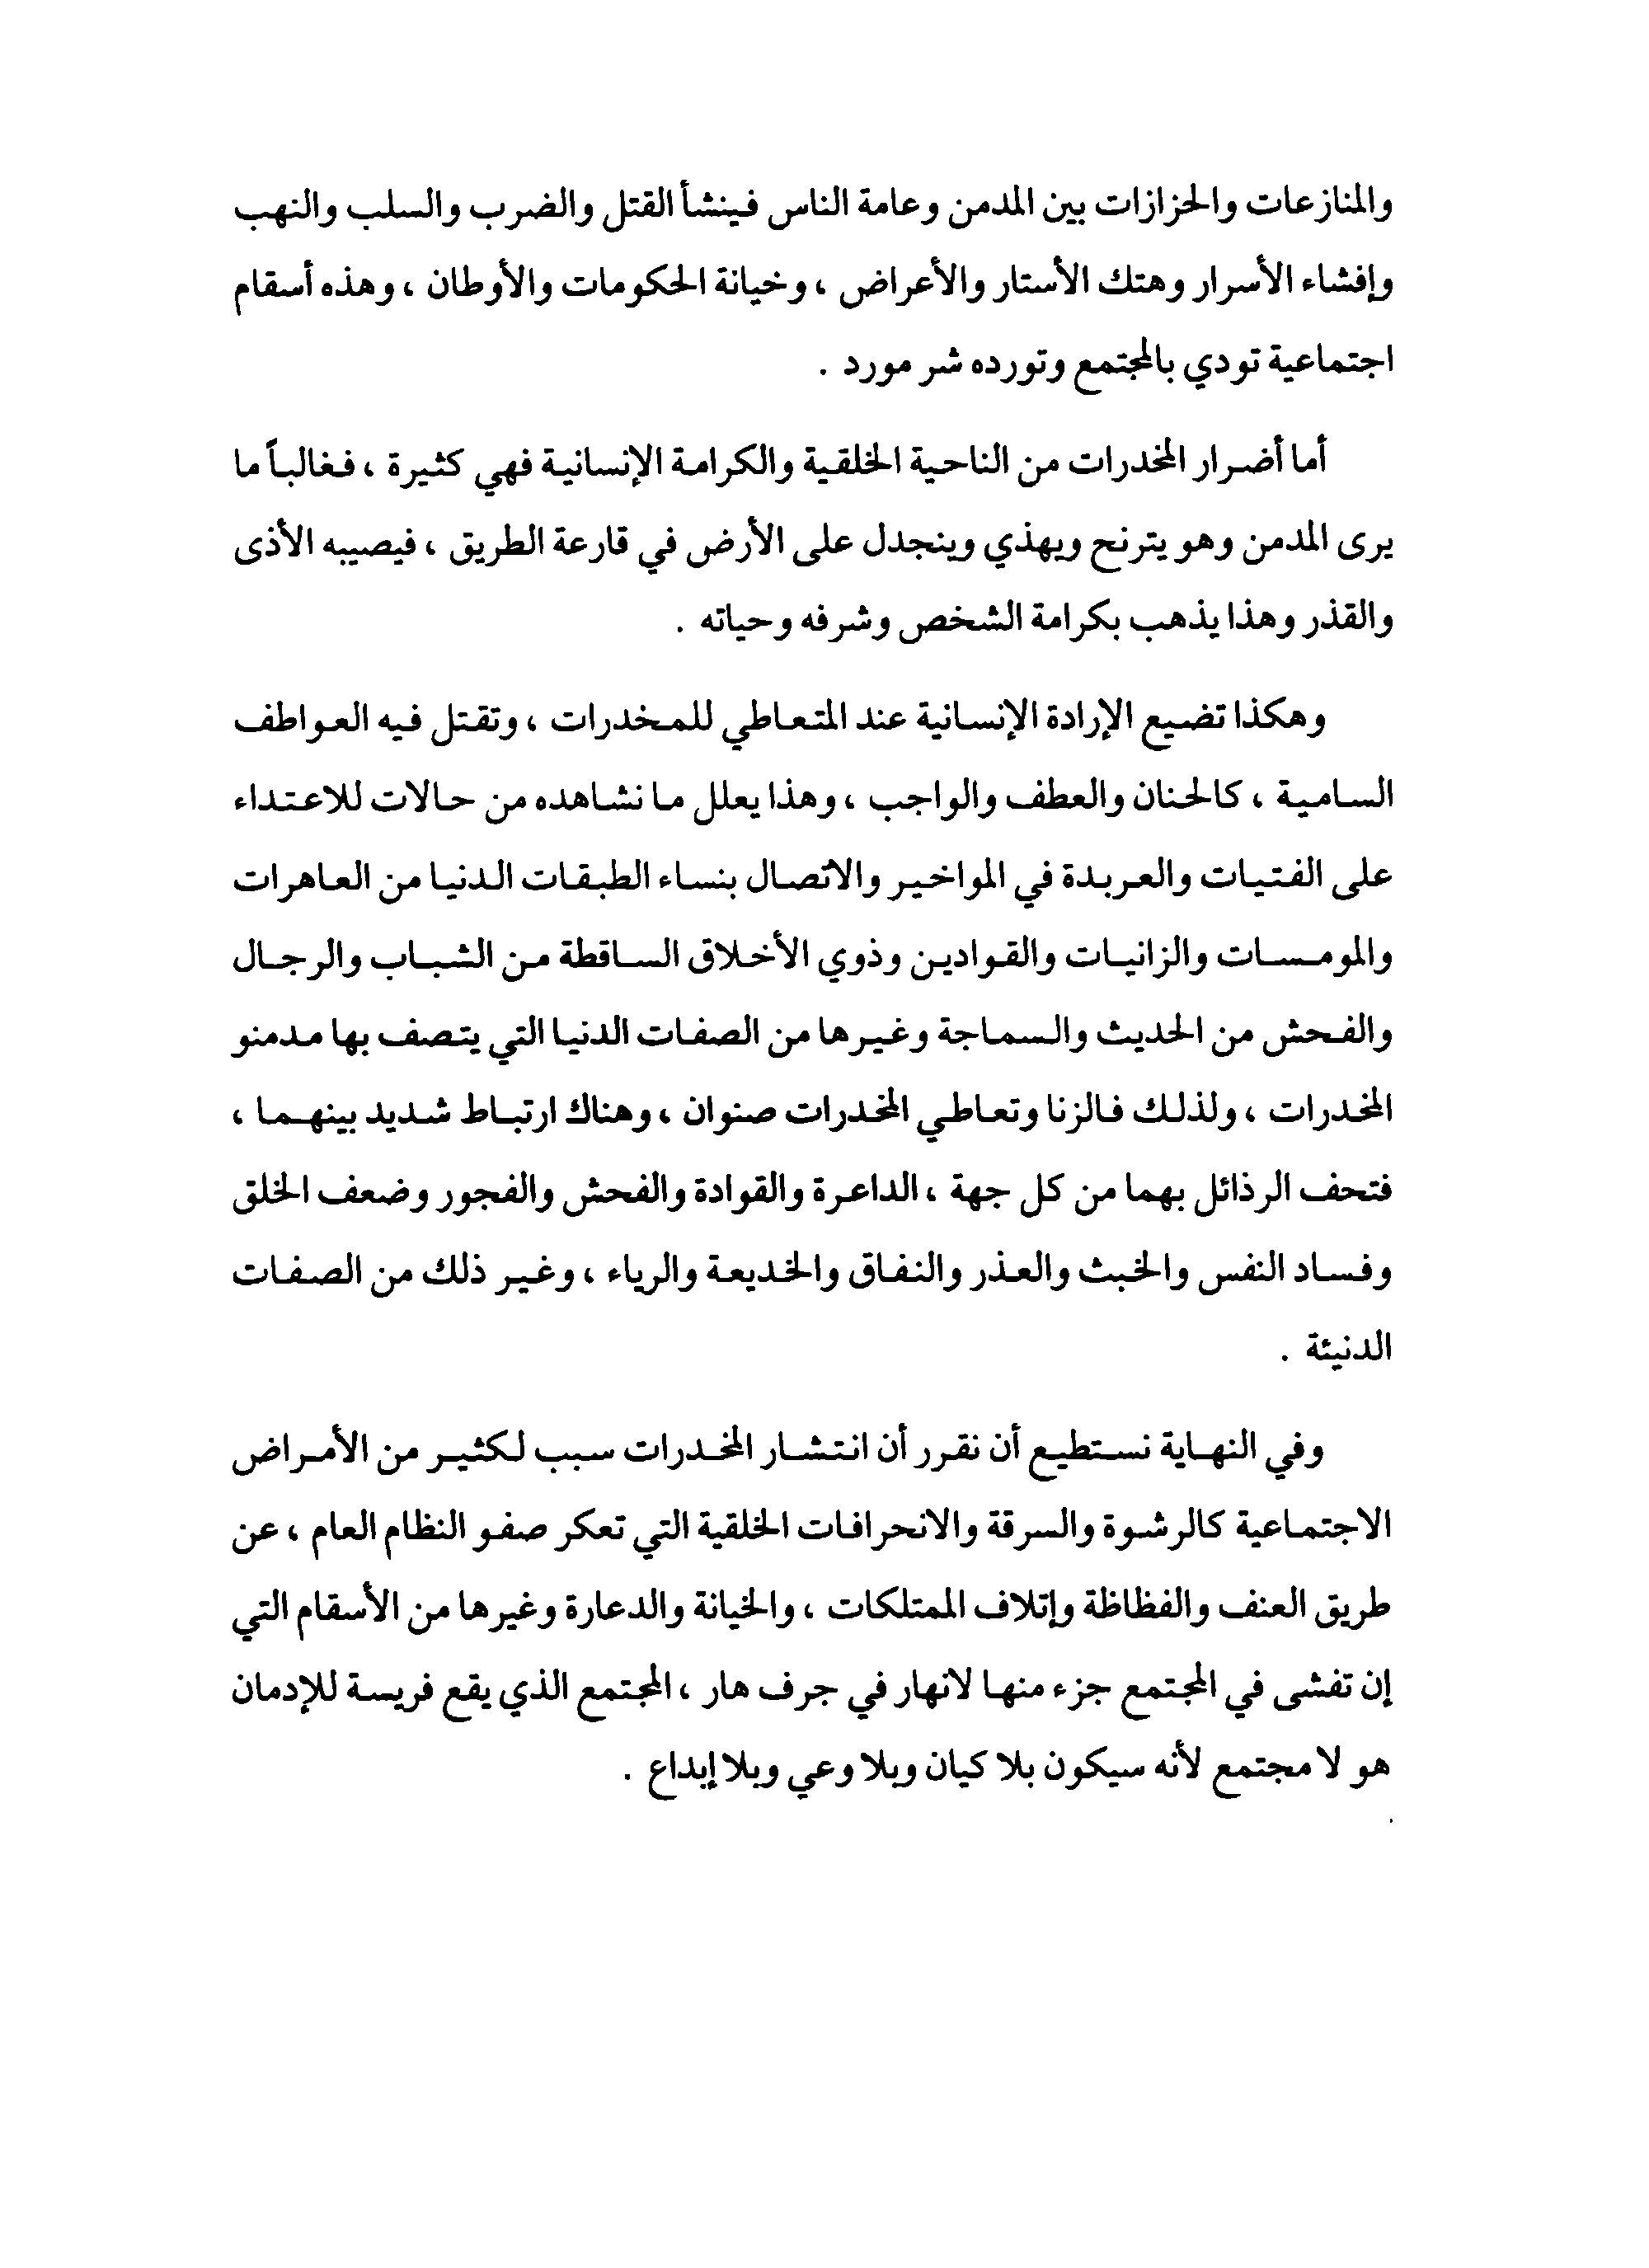 والمنازعات والحزازات بين المدمن وعامة الناس فينشأ القتل والضرب والسلب والنهب
وإفشاء الأسرار وهتك الأستار والأعراض ، وخيانة الحكومات والأوطان ، وهذه أسقام
اجتماعية تودي بالمجتمع وتورده شر مورد .
أما أضرار المخدرات من الناحية الخلقية والكرامة الإنسانية فهي كثيرة ، فغالباً ما
يرى المدمن وهو يترنح ويهذي وينجدل على الأرض في قارعة الطريق ، فيصيبه الأذى
والقذر وهذا يذهب بكرامة الشخص وشرفه وحياته .
وهكذا تضيع الإرادة الإنسانية عند المتعاطي للمخدرات ، وتقتل فيه العواطف
السامية ، كالحنان والعطف والواجب ، وهذا يعلل ما نشاهده من حالات للاعتداء
على الفتيات والعربدة في المواخير والاتصال بنساء الطبقات الدنيا من العاهرات
والمومسات والزانيات والقوادين وذوي الأخلاق الساقطة من الشباب والرجال
والفحش من الحديث والسماجة وغيرها من الصفات الدنيا التي يتصف بها مدمنو
المخدرات ، ولذلك فالزنا وتعاطي المخدرات صنوان ، وهناك ارتباط شديد بينهما ،
فتحف الرذائل بهما من كل جهة ، الداعرة والقوادة والفحش والفجور وضعف الخلق
وفساد النفس والخبث والعذر والنفاق والخديعة والرياء ، وغير ذلك من الصفات
الدنيئة .
وفي النهاية نستطيع أن نقرر أن انتشار المخدرات سبب لكثير من الأمراض
الاجتماعية كالرشوة والسرقة والانحرافات الخلقية التي تعكر صفو النظام العام ، عن
طريق العنف والفظاظة وإتلاف الممتلكات ، والخيانة والدعارة وغيرها من الأسقام التي
إن تفشى في المجتمع جزء منها لانهار في جرف هار ، المجتمع الذي يقع فريسة للإدمان
هو لا مجتمع لأنه سيكون بلا كيان وبلا وعي وبلا إبداع .